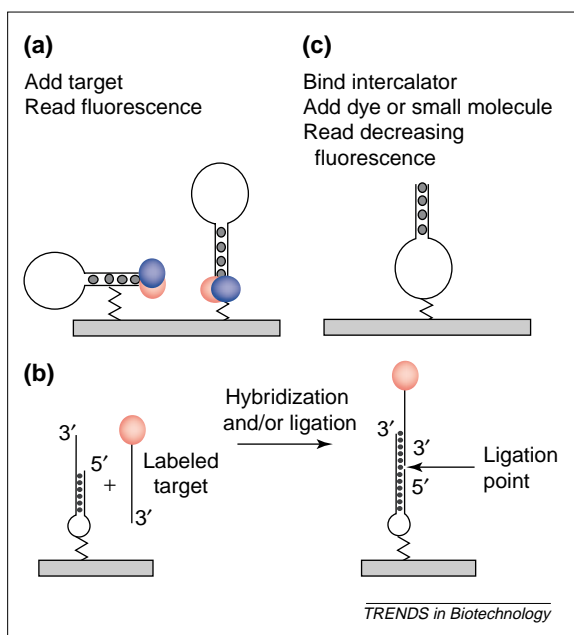 (a)
Add target
Read fluorescence
(c)
Bind intercalator
Add dye or small molecule
Read decreasing
fluorescence
(b)
3′
5′
+
Labeled
target
3′
Hybridization
and/or ligation
3′
5′
Ligation
point
TRENDS in Biotechnology